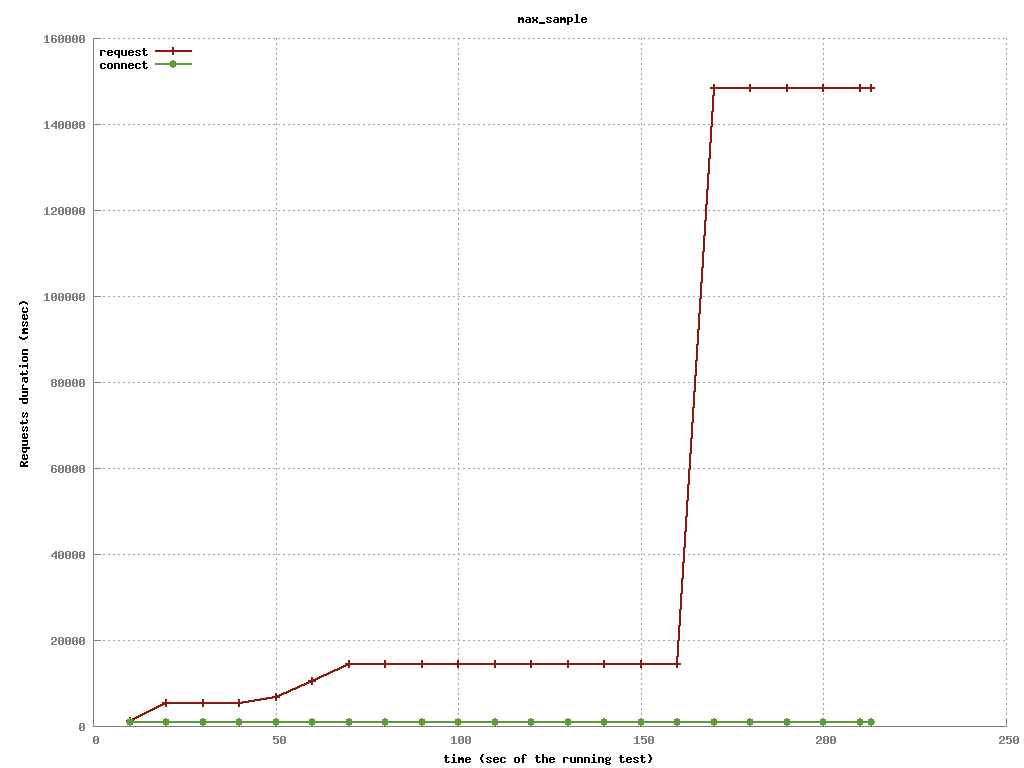 max_sample
160000
request
connect
140000
120000
100000
80000
60000
40000
20000
0
Requests duration (msec)
0 50 100 150 200 250
time (sec of the running test)